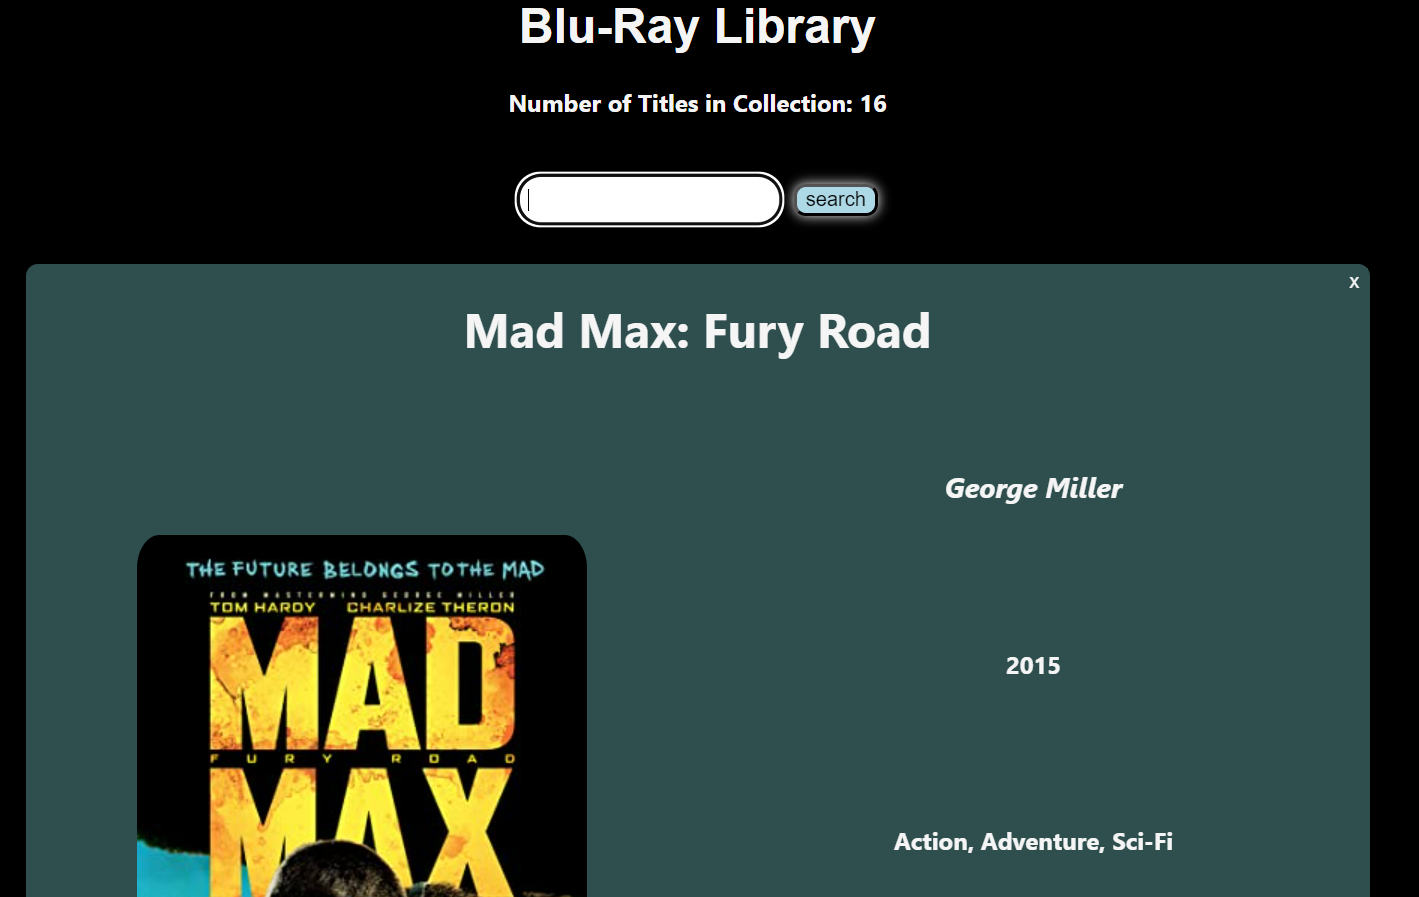 Blu-Ray Library
Number of Titles in Collection: 16
search
x
Mad Max: Fury Road
George Miller
2015
Action, Adventure, Sci-Fi
THE FUTURE BELONGS TO THE MAD
FROM MASTERMIND GEORGE MILLER
TOM HARDY CHARLIZE THERON
MAD
FURY ROAD
MAX